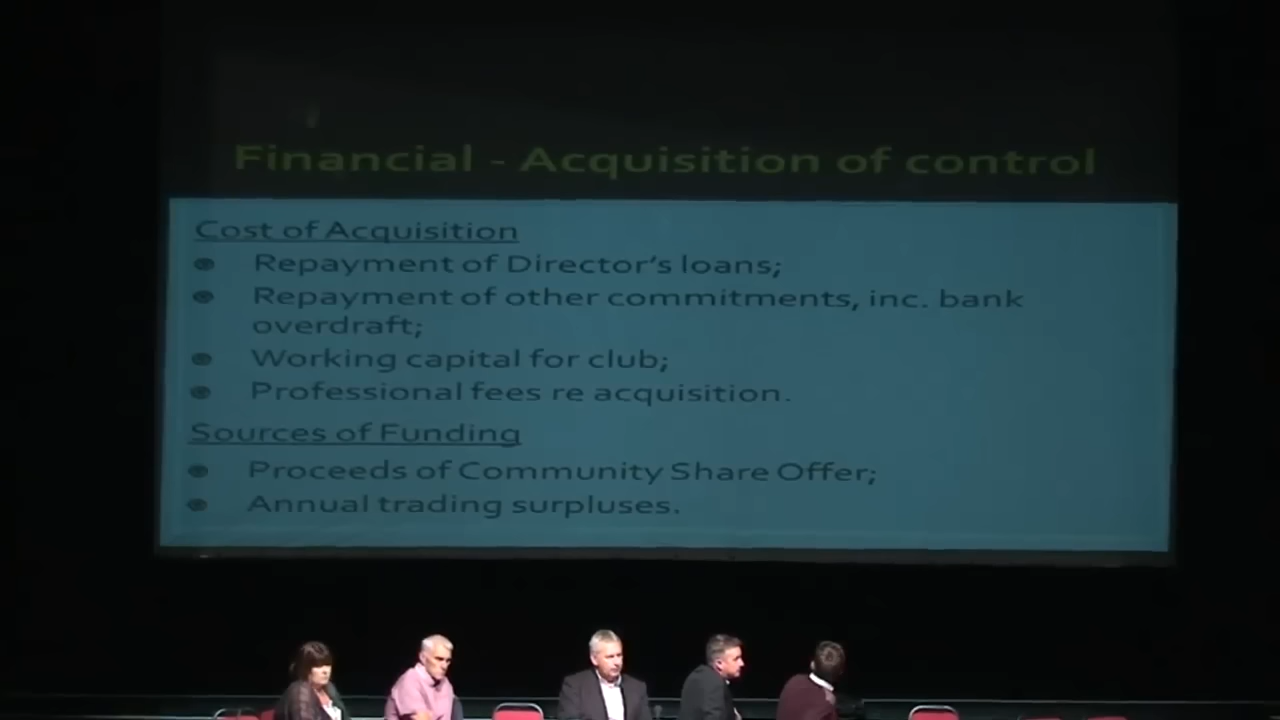 Financial - Acquisition of control
Cost of Acquisition
Repayment of Director's loans;
Repayment of other commitments, inc. bank
overdraft;
Working capital for club;
Professional fees re acquisition.
Sources of Funding
Proceeds of Community Share Offer;
Annual trading surpluses.